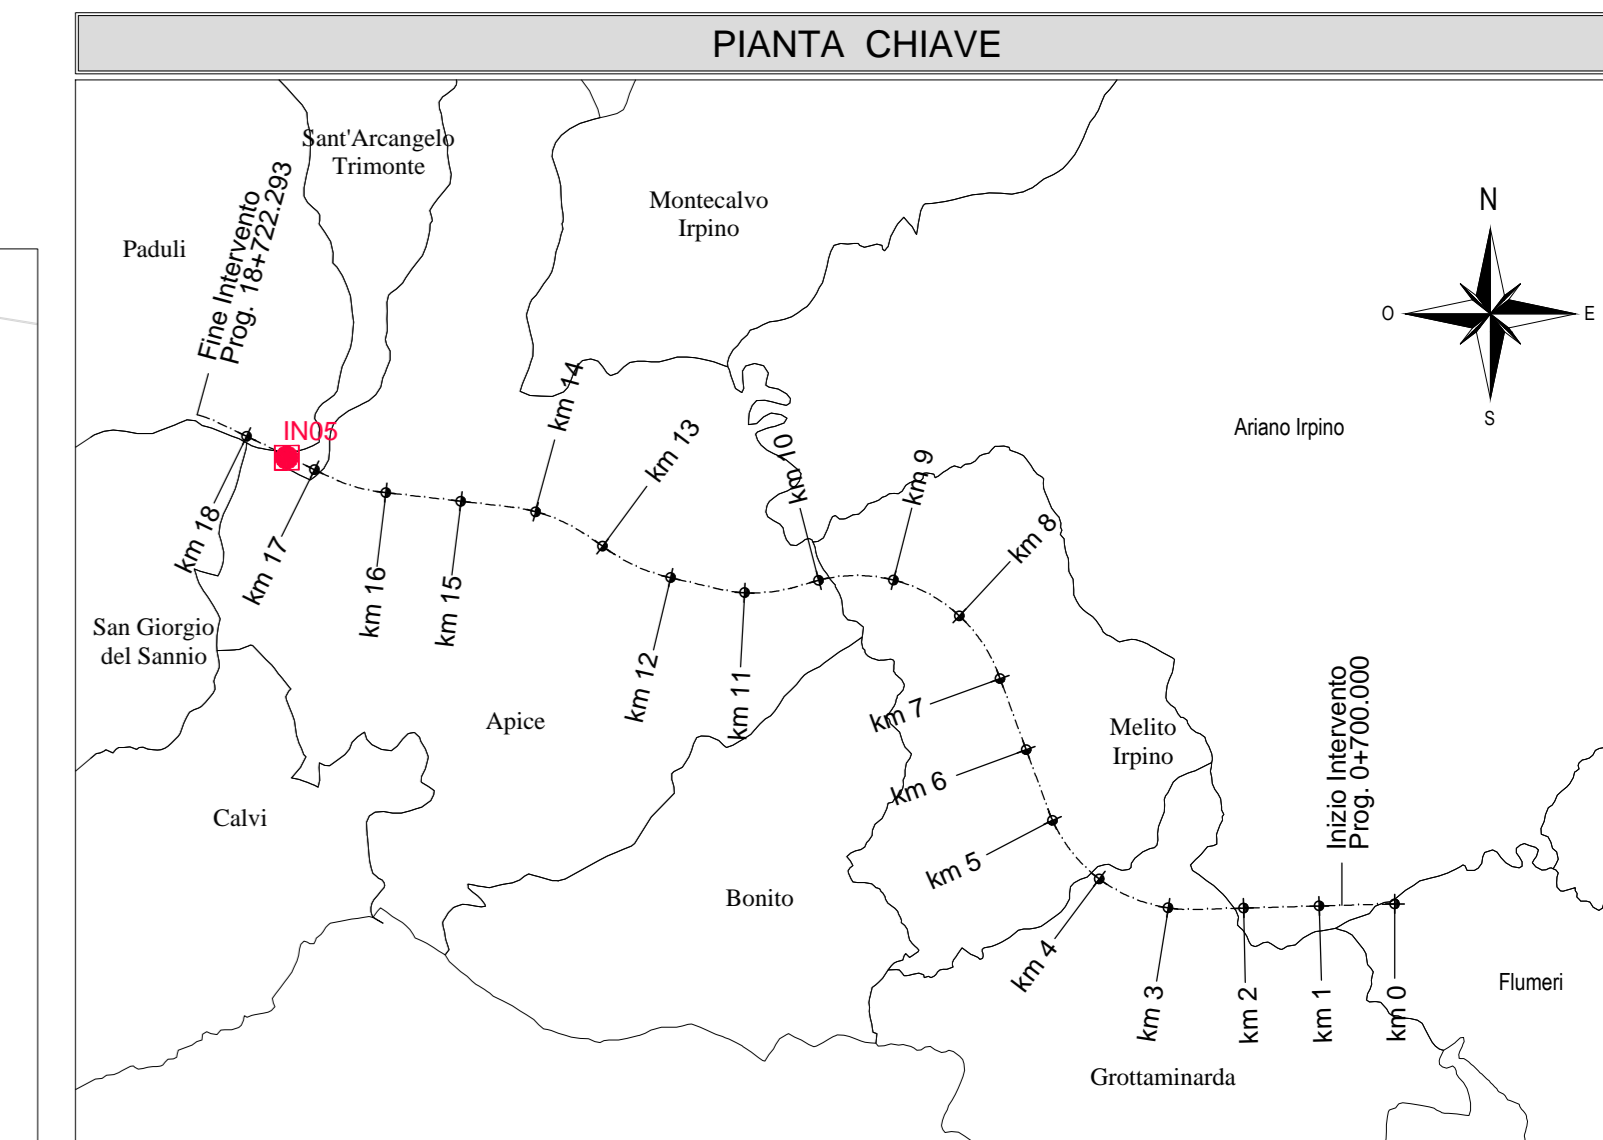 PIANTA CHIAVE
Sant'Arcangelo
Trimonte
Montecalvo
Irpino
Paduli
Fine Intervento
Prog. 18+722.293
N
O
E
S
IN05
Ariano Irpino
km 14
km 13
km 10
km 9
km 8
km 18
km 17
km 16
km 15
km 12
km 11
San Giorgio
del Sannio
Apice
km 7
km 6
km 5
Melito
Irpino
Inizio Intervento
Prog. 0+700.000
Calvi
Bonito
km 4
km 3
km 2
km 1
km 0
Flumeri
Grottaminarda